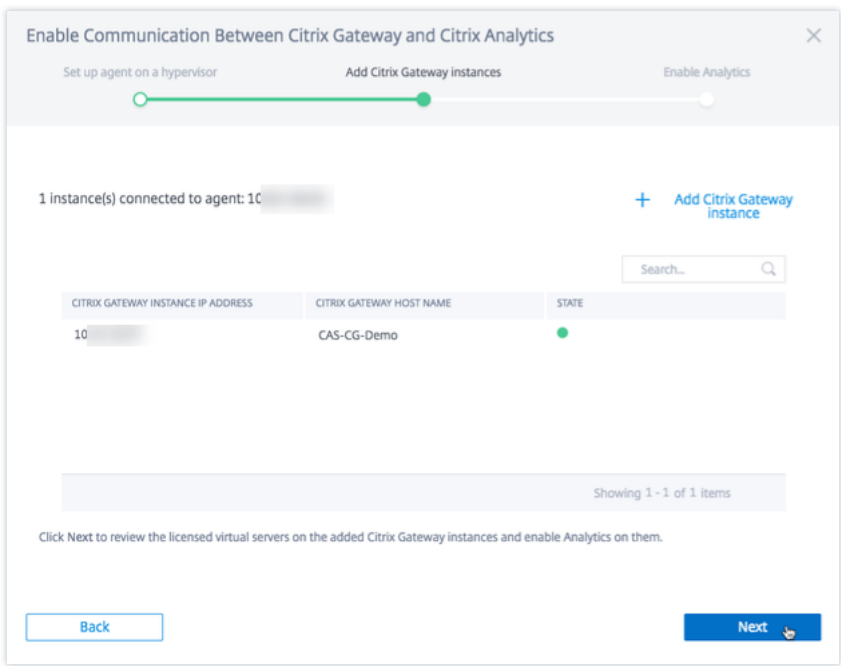 Enable Communication Between Citrix Gateway and Citrix Analytics
Set up agent on a hypervisor
Add Citrix Gateway instances
Enable Analytics
1 instance(s) connected to agent: 10
+ Add Citrix Gateway
instance
Search...
CITRIX GATEWAY INSTANCE IP ADDRESS
CITRIX GATEWAY HOST NAME
STATE
10
CAS-CG-Demo
Showing 1 - 1 of 1 items
Click Next to review the licensed virtual servers on the added Citrix Gateway instances and enable Analytics on them.
Back
Next